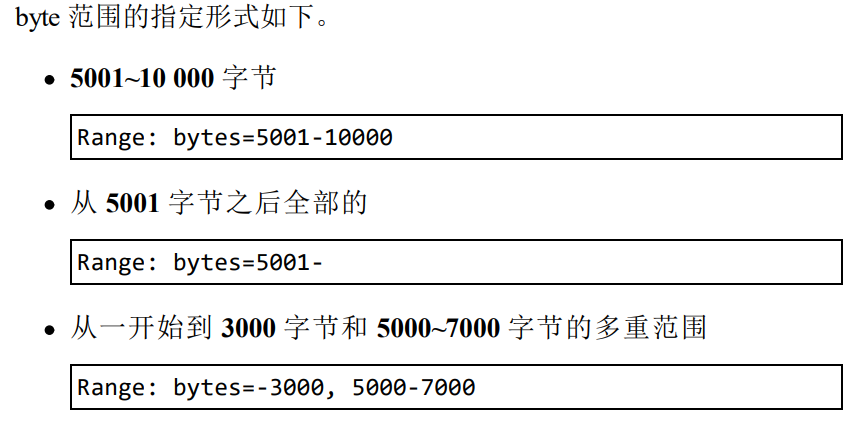 byte 范围的指定形式如下。
5001~10 000 字节
Range: bytes=5001-10000
从 5001 字节之后全部的
Range: bytes=5001-
从一开始到 3000 字节和 5000~7000 字节的多重范围
Range: bytes=-3000, 5000-7000